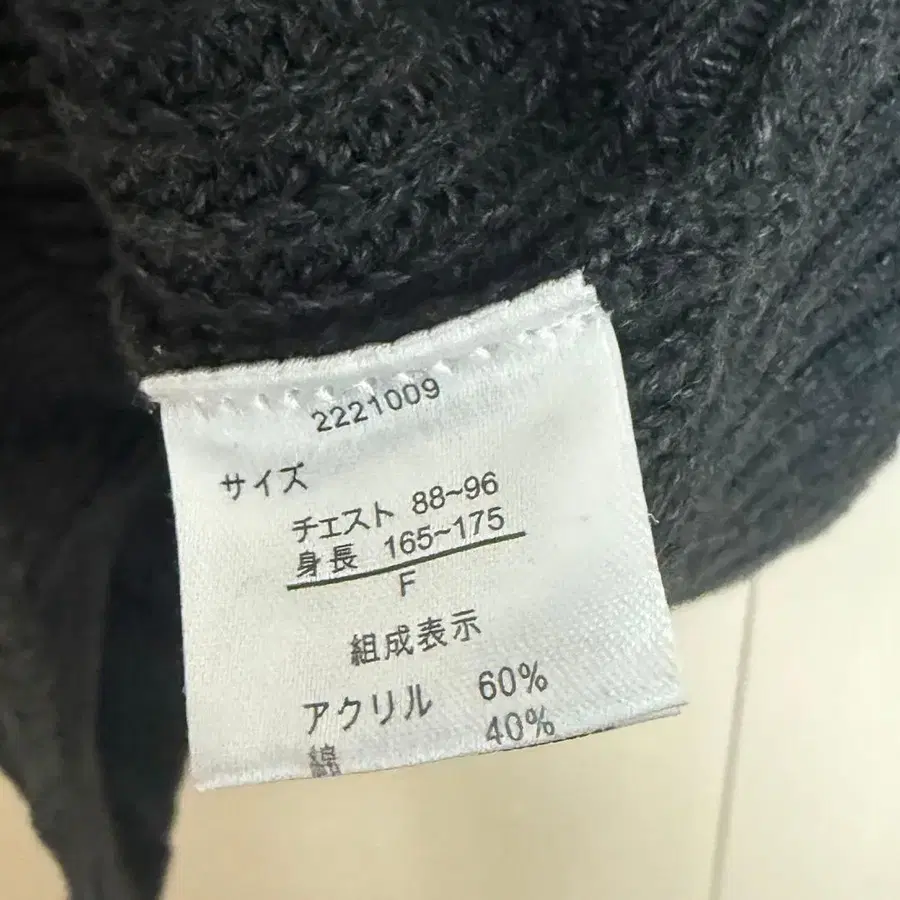 2221009
サイズ
チェスト 88~96
身長 165~175
F
組成表示
アクリル 60%
綿 40%